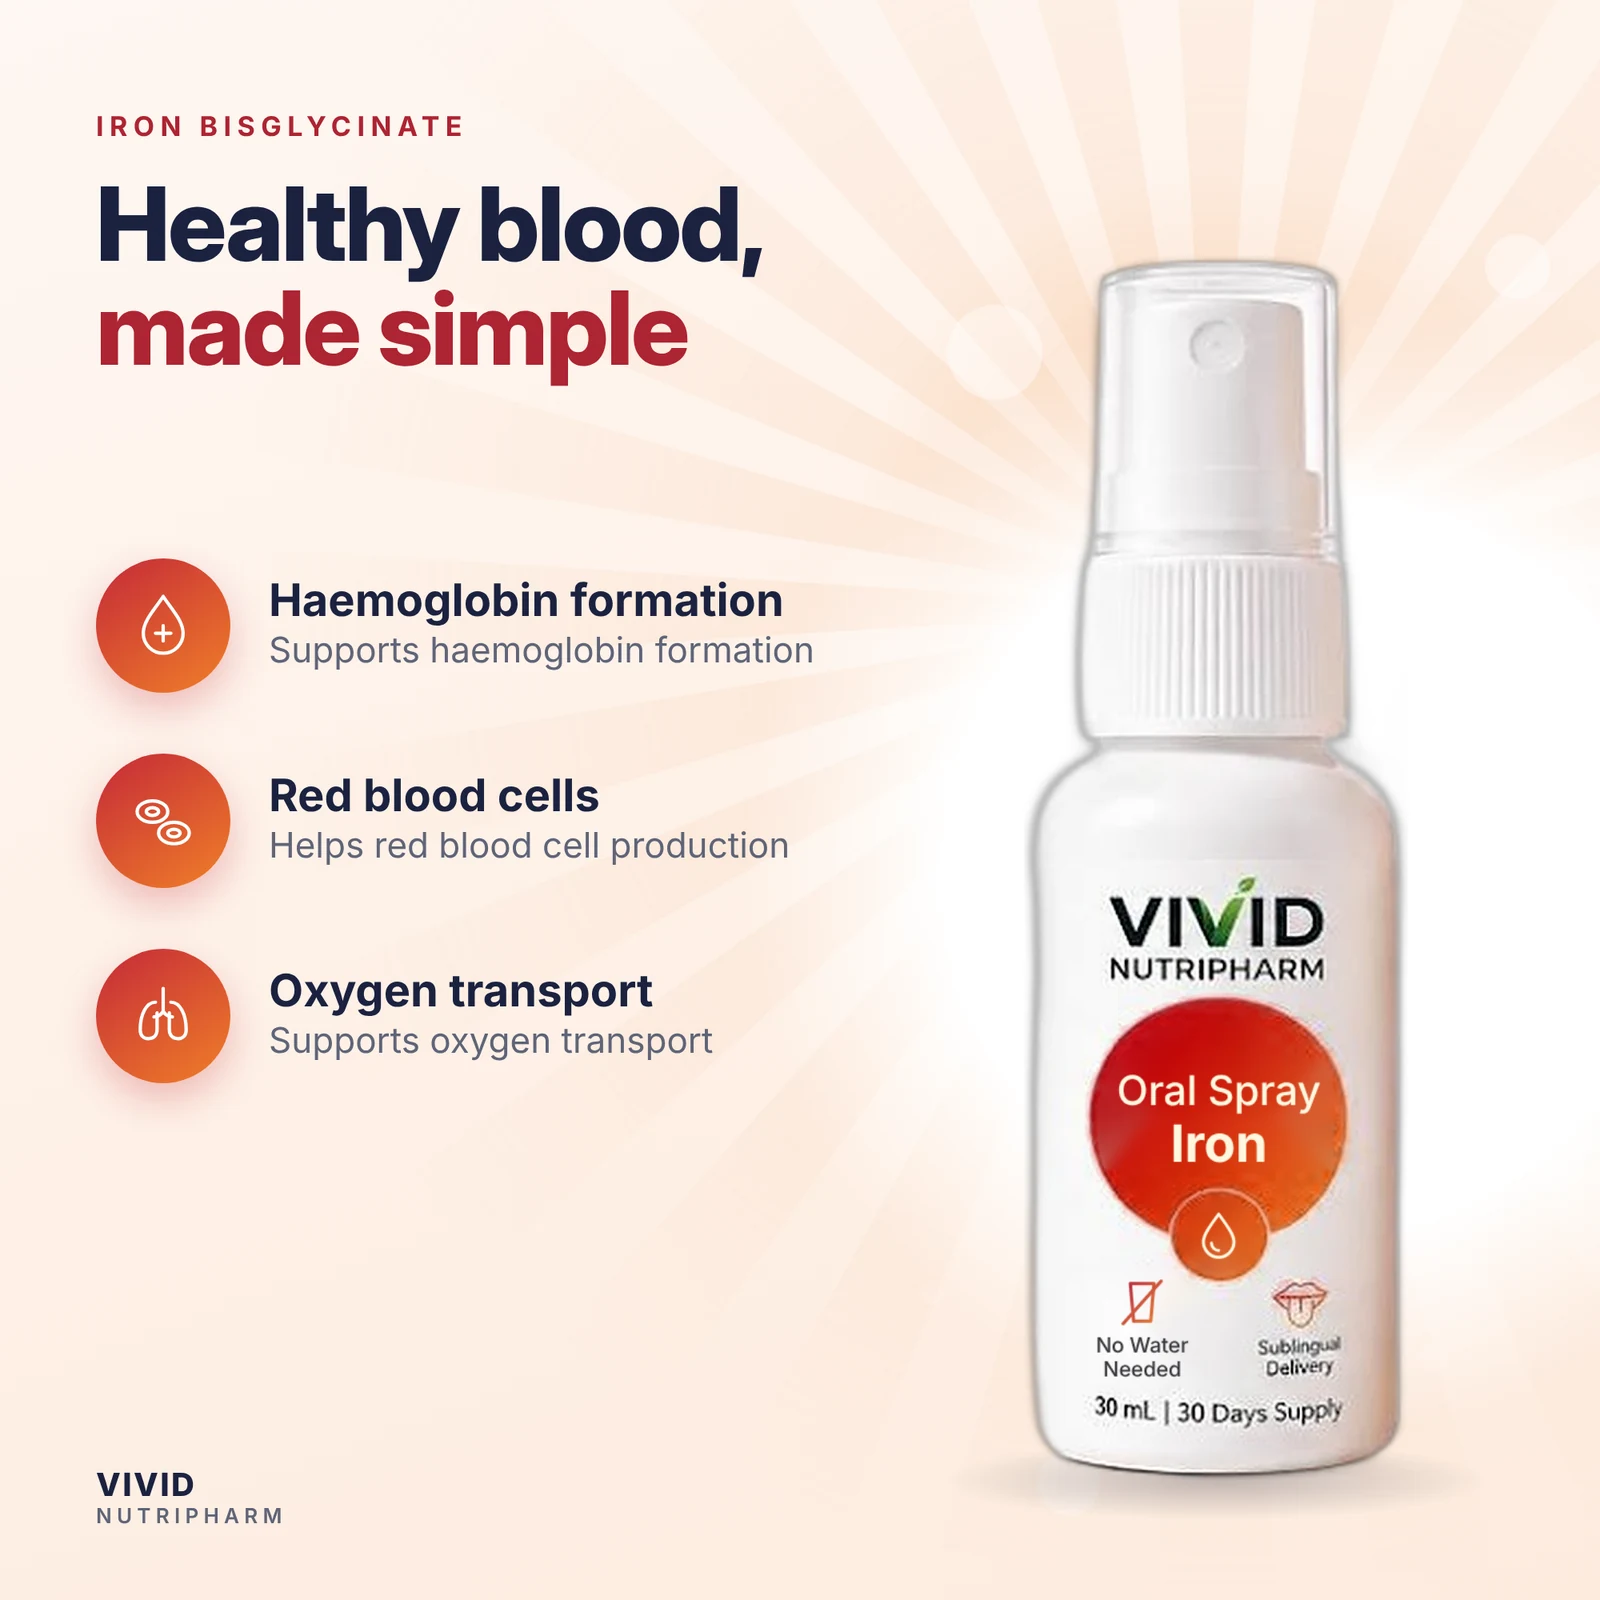 IRON BISGLYCINATE
Healthy blood,
made simple
Haemoglobin formation
Supports haemoglobin formation
Red blood cells
Helps red blood cell production
Oxygen transport
Supports oxygen transport
VIVID
NUTRIPHARM
VIVID
NUTRIPHARM
Oral Spray
Iron
No Water
Needed
Sublingual
Delivery
30 mL | 30 Days Supply